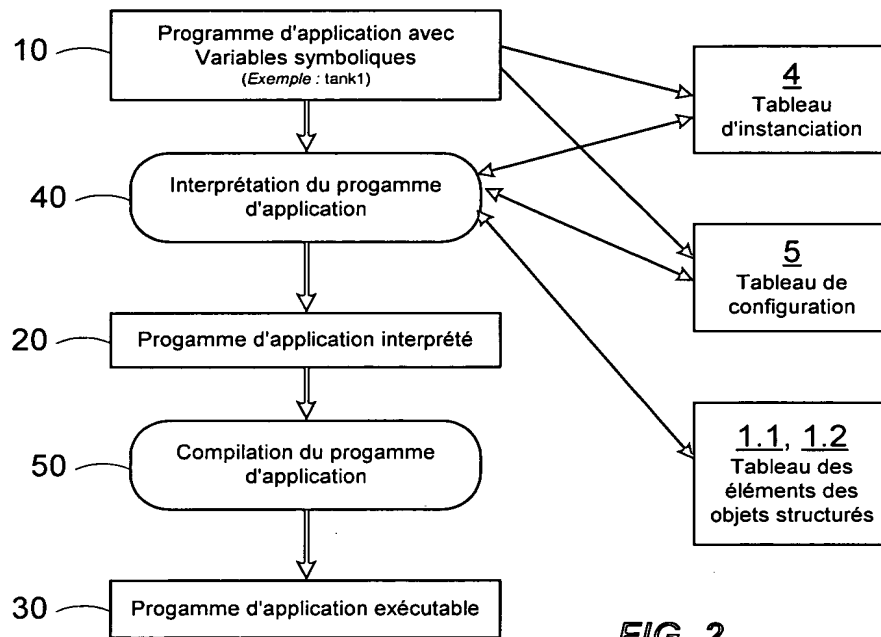 10
Programme d'application avec
Variables symboliques
(Exemple : tank1)
4
Tableau
d'instanciation
40
Interprétation du progamme
d'application
5
Tableau de
configuration
20
Progamme d'application interprété
50
Compilation du progamme
d'application
1.1, 1.2
Tableau des
éléments des
objets structurés
30
Progamme d'application exécutable
FIG. 2